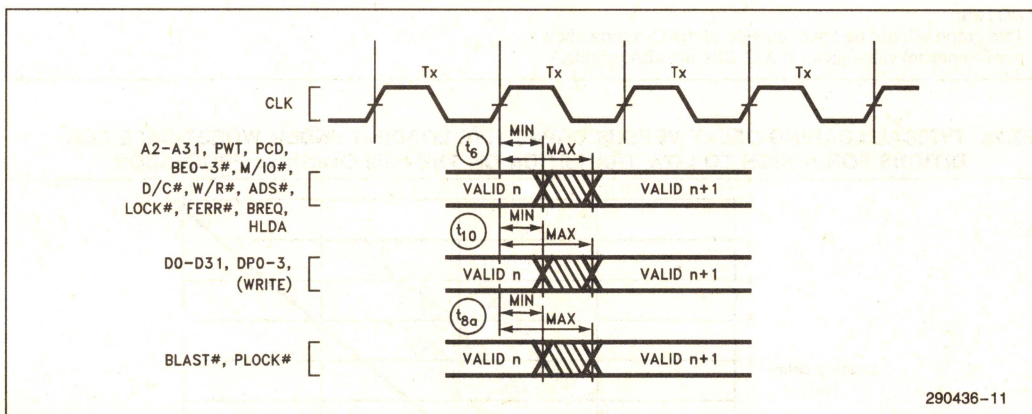 Tx Tx Tx Tx
CLK
MIN
A2-A31, PWT, PCD, t6 MAX
BE0-3#, M/IO#,
D/C#, W/R#, ADS#, VALID n VALID n+1
LOCK#, FERR#, BREQ,
HLDA
MIN
t10 MAX
D0-D31, DP0-3, VALID n VALID n+1
(WRITE)
MIN
t8a MAX
BLAST#, PLOCK# VALID n VALID n+1
290436-11